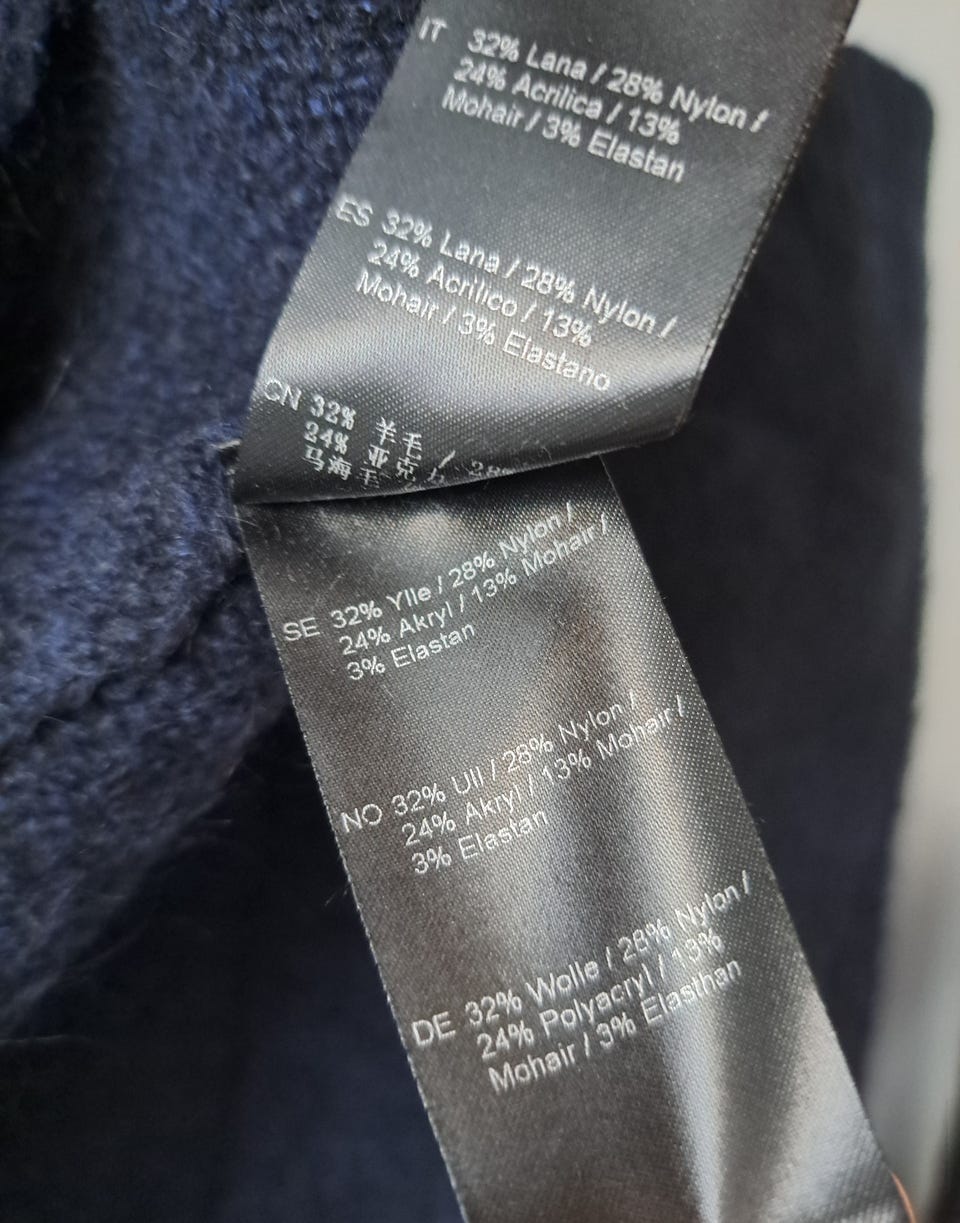 IT 32% Lana / 28% Nylon /
24% Acrilica / 13%
Mohair / 3% Elastan
ES 32% Lana / 28% Nylon /
24% Acrilico / 13%
Mohair / 3% Elastano
CN 32% 羊毛 /
24% 亚克力
马海毛
SE 32% Ylle / 28% Nylon /
24% Akryl / 13% Mohair /
3% Elastan
NO 32% Ull / 28% Nylon /
24% Akryl / 13% Mohair /
3% Elastan
DE 32% Wolle / 28% Nylon /
24% Polyacryl / 13%
Mohair / 3% Elasthan